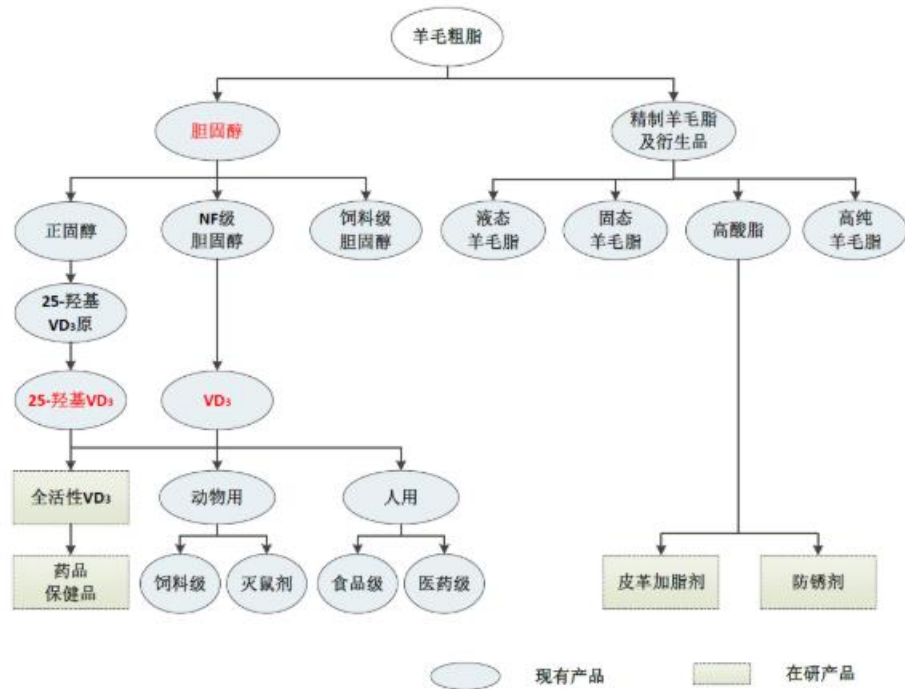 羊毛粗脂
胆固醇
精制羊毛脂
及衍生品
正固醇
NF级
胆固醇
饲料级
胆固醇
液态
羊毛脂
固态
羊毛脂
高酸脂
高纯
羊毛脂
25-羟基
VD₃原
25-羟基VD₃
VD₃
全活性VD₃
动物用
人用
药品
保健品
饲料级
灭鼠剂
食品级
医药级
皮革加脂剂
防锈剂
现有产品
在研产品